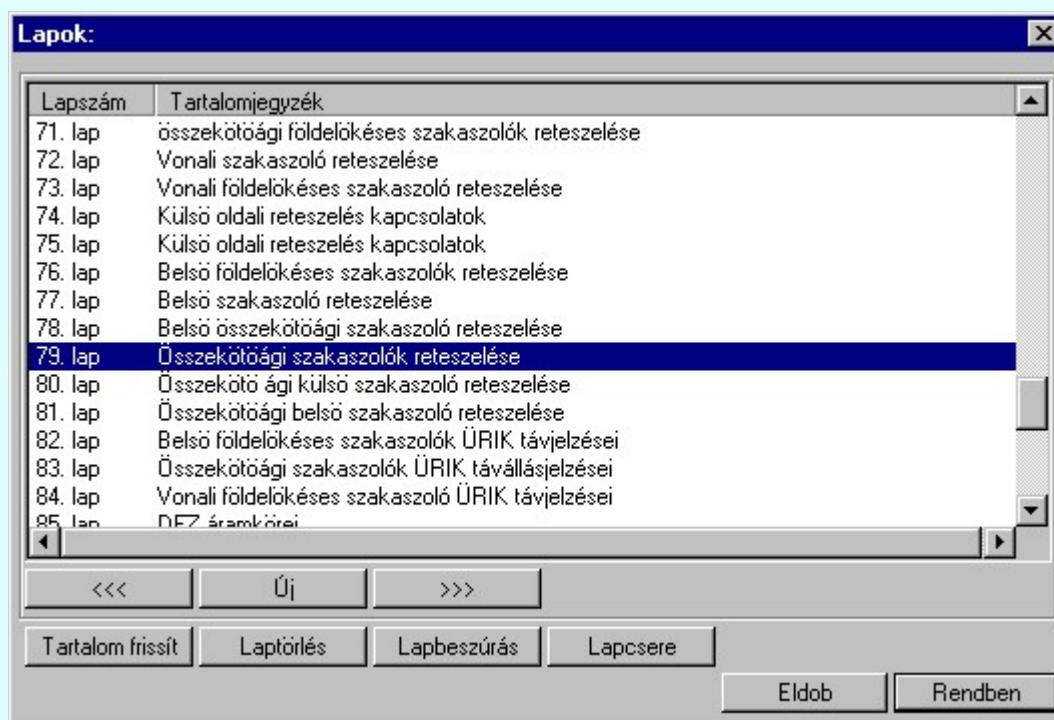 Lapok:
Lapszám Tartalomjegyzék
71. lap összekötöági földelökéses szakaszolók reteszelése
72. lap Vonali szakaszoló reteszelése
73. lap Vonali földelökéses szakaszoló reteszelése
74. lap Külsö oldali reteszelés kapcsolatok
75. lap Külsö oldali reteszelés kapcsolatok
76. lap Belsö földelökéses szakaszolók reteszelése
77. lap Belsö szakaszoló reteszelése
78. lap Belsö összekötöági szakaszoló reteszelése
79. lap Összekötöági szakaszolók reteszelése
80. lap Összekötö ági külsö szakaszoló reteszelése
81. lap Összekötöági belsö szakaszoló reteszelése
82. lap Belsö földelökéses szakaszolók ÜRIK távjelzései
83. lap Összekötöági szakaszolók ÜRIK távállásjelzései
84. lap Vonali földelökéses szakaszoló ÜRIK távjelzései
85. lap DFZ áramkörei
<<< Új >>>
Tartalom frissít Laptörlés Lapbeszúrás Lapcsere
Eldob Rendben